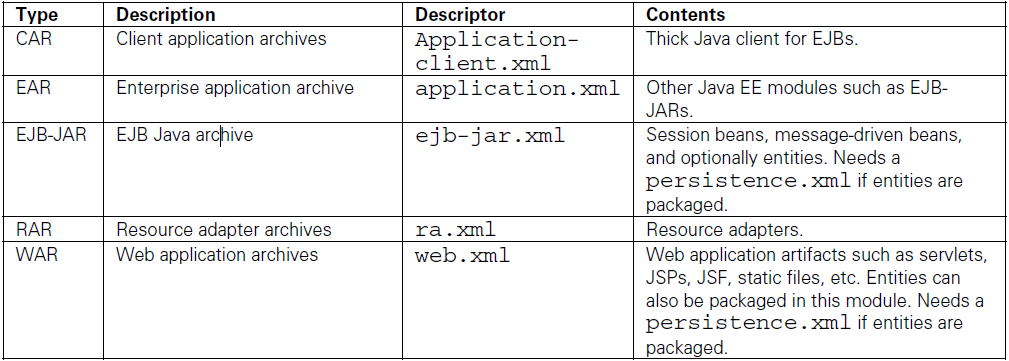 Type Description Descriptor Contents
CAR Client application archives Application- Thick Java client for EJBs.
client.xml
EAR Enterprise application archive application.xml Other Java EE modules such as EJB-
JARs.
EJB-JAR EJB Java archive ejb-jar.xml Session beans, message-driven beans,
and optionally entities. Needs a
persistence.xml if entities are
packaged.
RAR Resource adapter archives ra.xml Resource adapters.
WAR Web application archives web.xml Web application artifacts such as servlets,
JSPs, JSF, static files, etc. Entities can
also be packaged in this module. Needs a
persistence.xml if entities are
packaged.